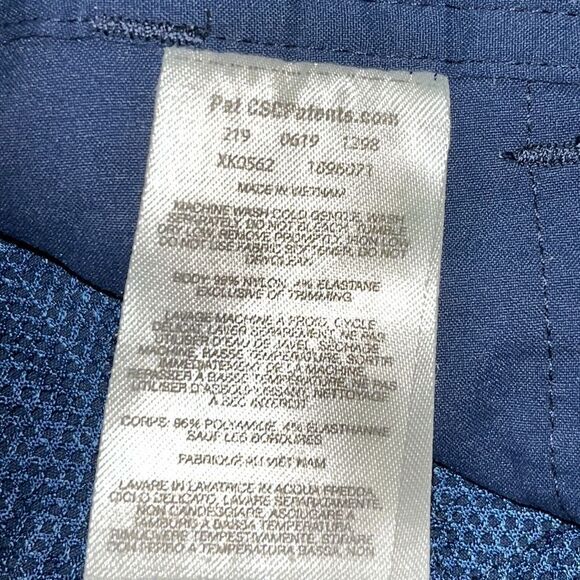 Pat CSCPatents.com
219 0619 1298
XK0562 1896071
MADE IN VIETNAM
MACHINE WASH COLD GENTLE, WASH
SEPARATELY, DO NOT BLEACH, TUMBLE
DRY LOW, REMOVE PROMPTLY, IRON LOW
DO NOT USE FABRIC SOFTENER, DO NOT
DRYCLEAN
BODY: 96% NYLON, 4% ELASTANE
EXCLUSIVE OF TRIMMING
LAVAGE MACHINE A FROID, CYCLE
DELICAT, LAVER SEPAREMENT, NE PAS
UTILISER D'EAU DE JAVEL, SECHAGE
MACHINE, BASSE TEMPERATURE, SORTIR
IMMEDIATEMENT DE LA MACHINE,
REPASSER A BASSE TEMPERATURE, NE PAS
UTILISER D'ASSOUPLISSANT, NETTOYAGE
A SEC INTERDIT
CORPS: 96% POLYAMIDE, 4% ELASTHANNE
SAUF LES BORDURES
FABRIQUE AU VIET NAM
LAVARE IN LAVATRICE IN ACQUA FREDDA,
CICLO DELICATO, LAVARE SEPARATAMENTE,
NON CANDEGGIARE, ASCIUGARE A
TAMBURO A BASSA TEMPERATURA,
RIMUOVERE TEMPESTIVAMENTE, STIRARE
CON FERRO A BASSA TEMPERATURA, NON